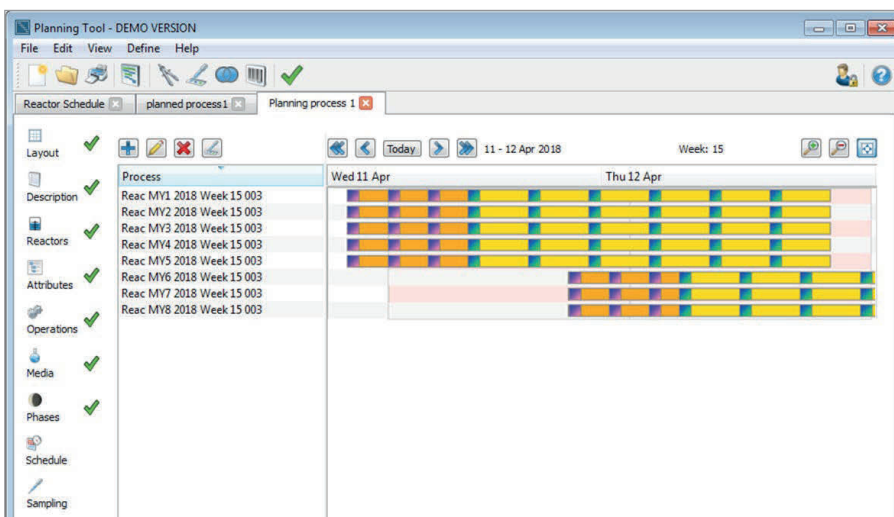 Planning Tool - DEMO VERSION
File Edit View Define Help
Reactor Schedule planned process1 Planning process 1
Layout
Description
Reactors
Attributes
Operations
Media
Phases
Schedule
Sampling
Today 11 - 12 Apr 2018 Week: 15
Process Wed 11 Apr Thu 12 Apr
Reac MY1 2018 Week 15 003
Reac MY2 2018 Week 15 003
Reac MY3 2018 Week 15 003
Reac MY4 2018 Week 15 003
Reac MY5 2018 Week 15 003
Reac MY6 2018 Week 15 003
Reac MY7 2018 Week 15 003
Reac MY8 2018 Week 15 003